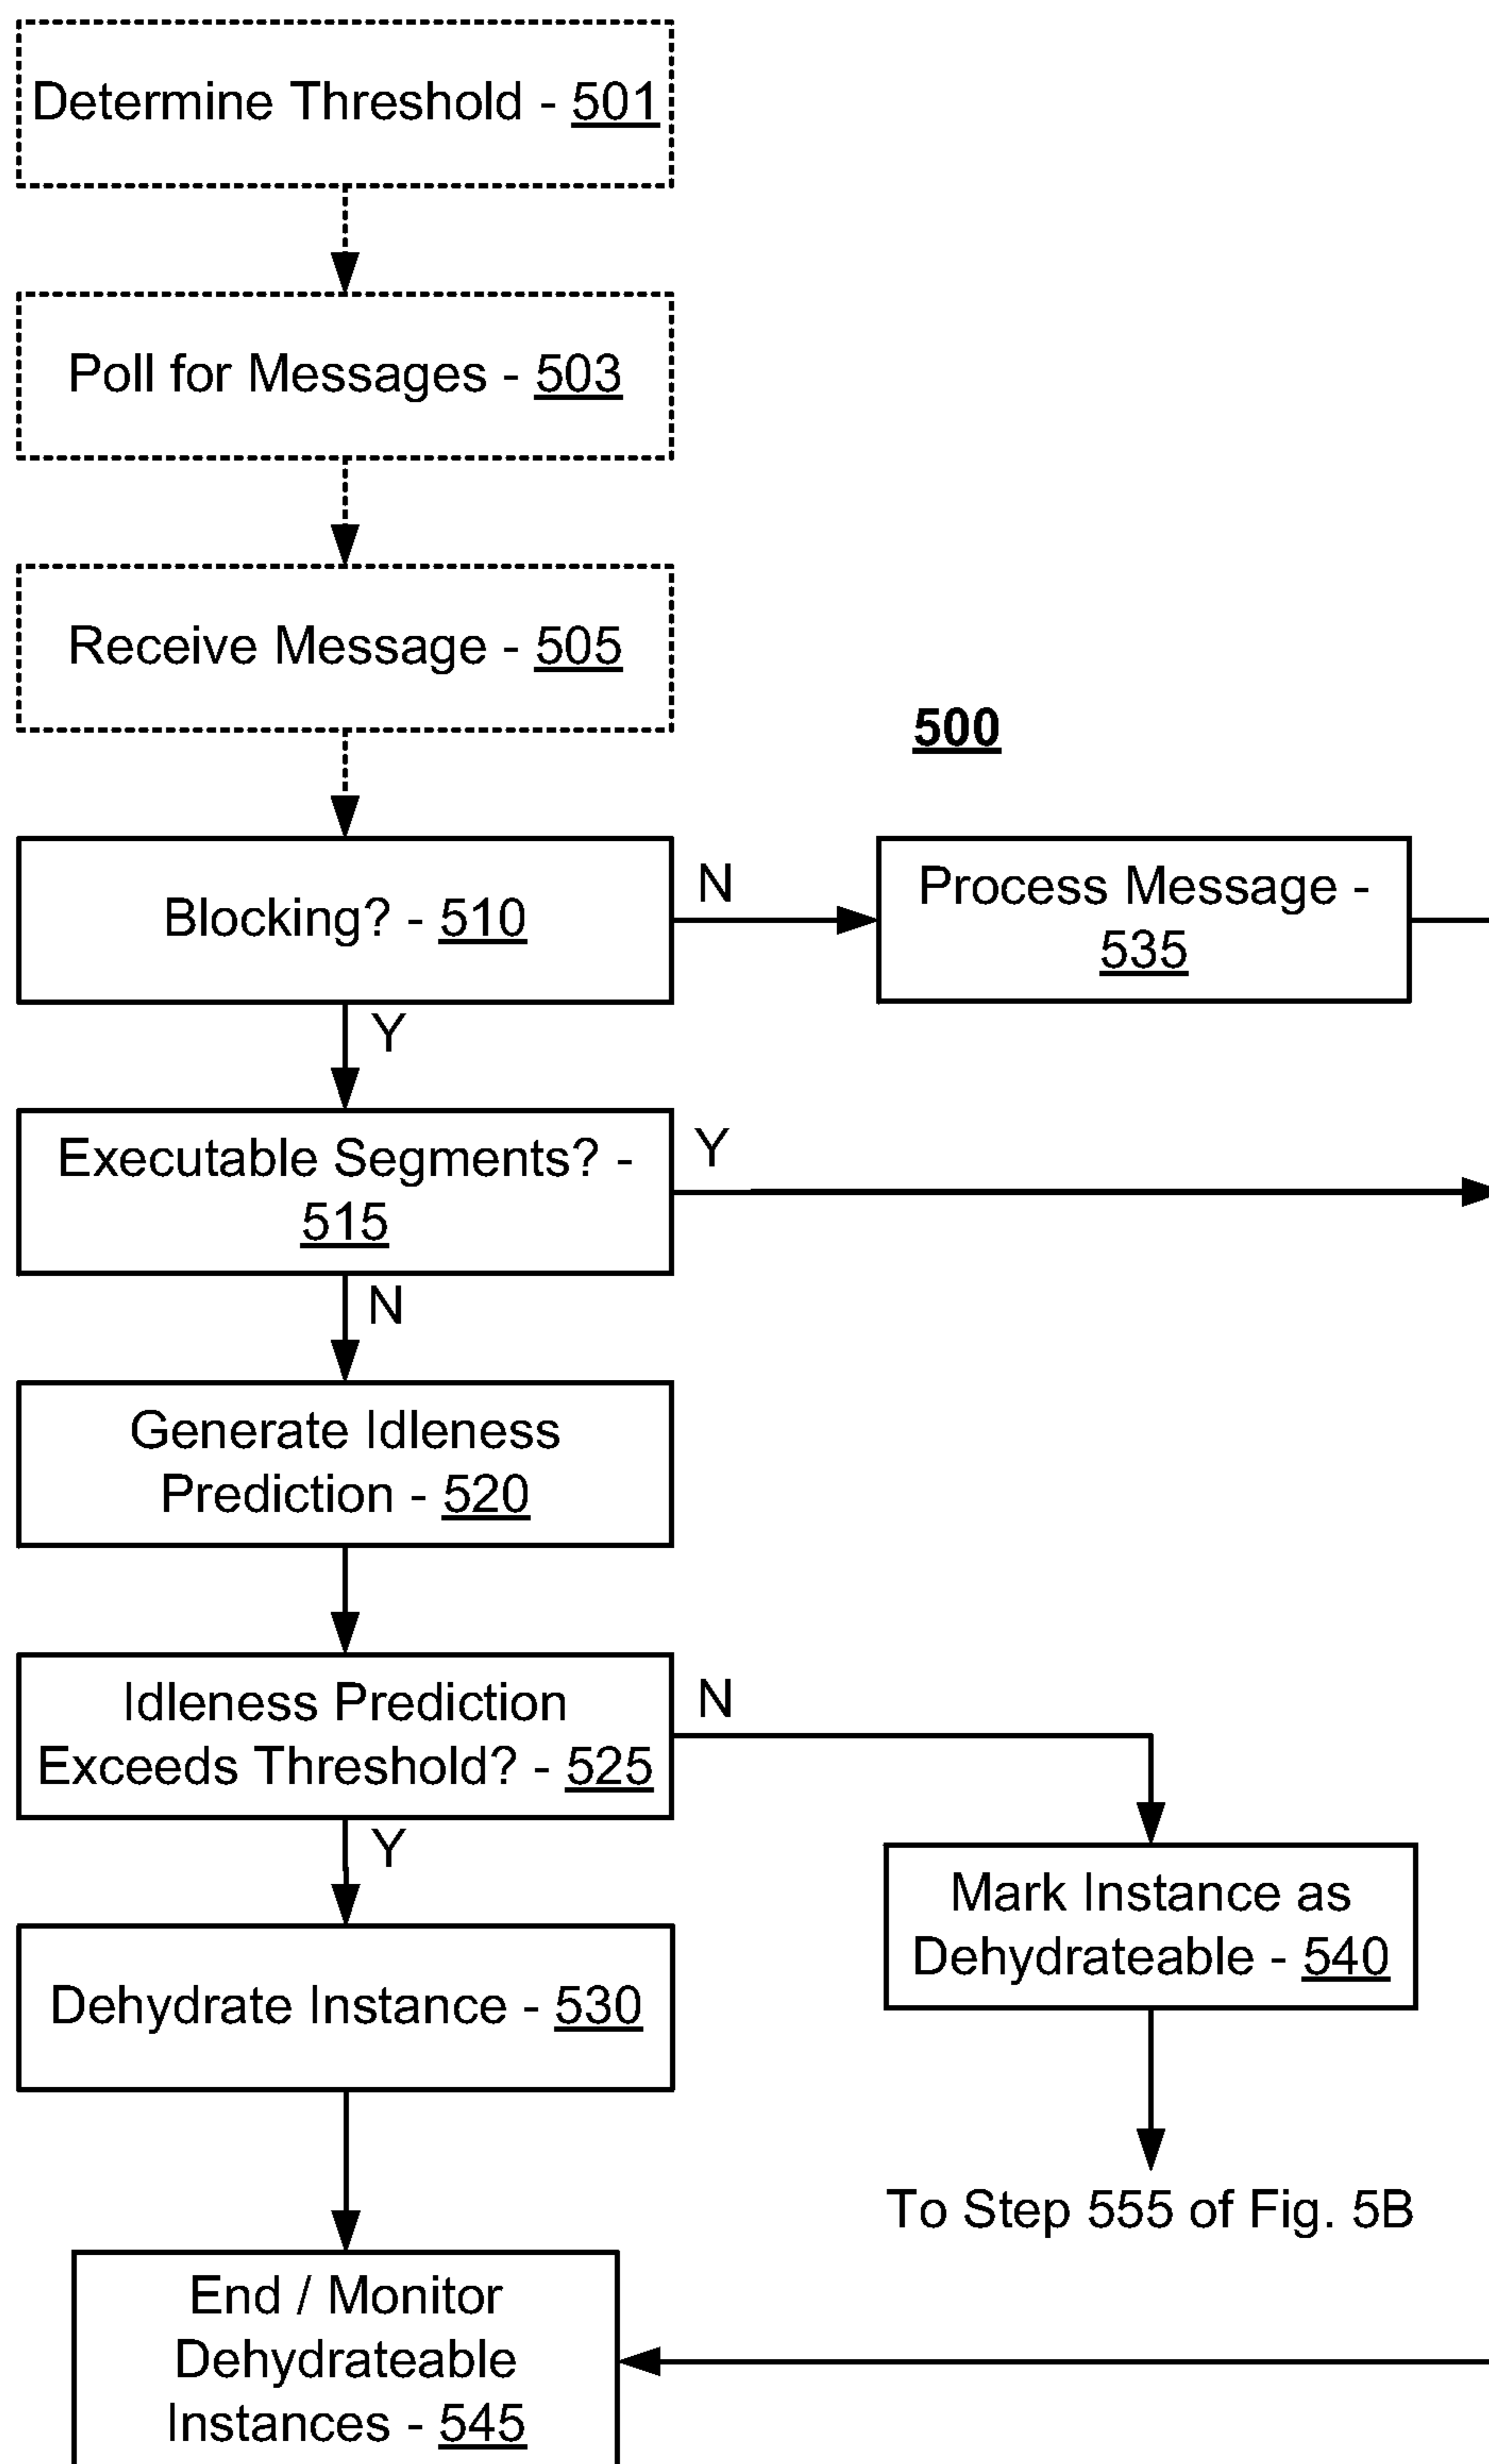 Determine Threshold - 501
Poll for Messages - 503
Receive Message - 505
500
Blocking? - 510
N
Process Message -
535
Y
Executable Segments? -
515
Y
N
Generate Idleness
Prediction - 520
Idleness Prediction
Exceeds Threshold? - 525
N
Y
Mark Instance as
Dehydrateable - 540
Dehydrate Instance - 530
To Step 555 of Fig. 5B
End / Monitor
Dehydrateable
Instances - 545